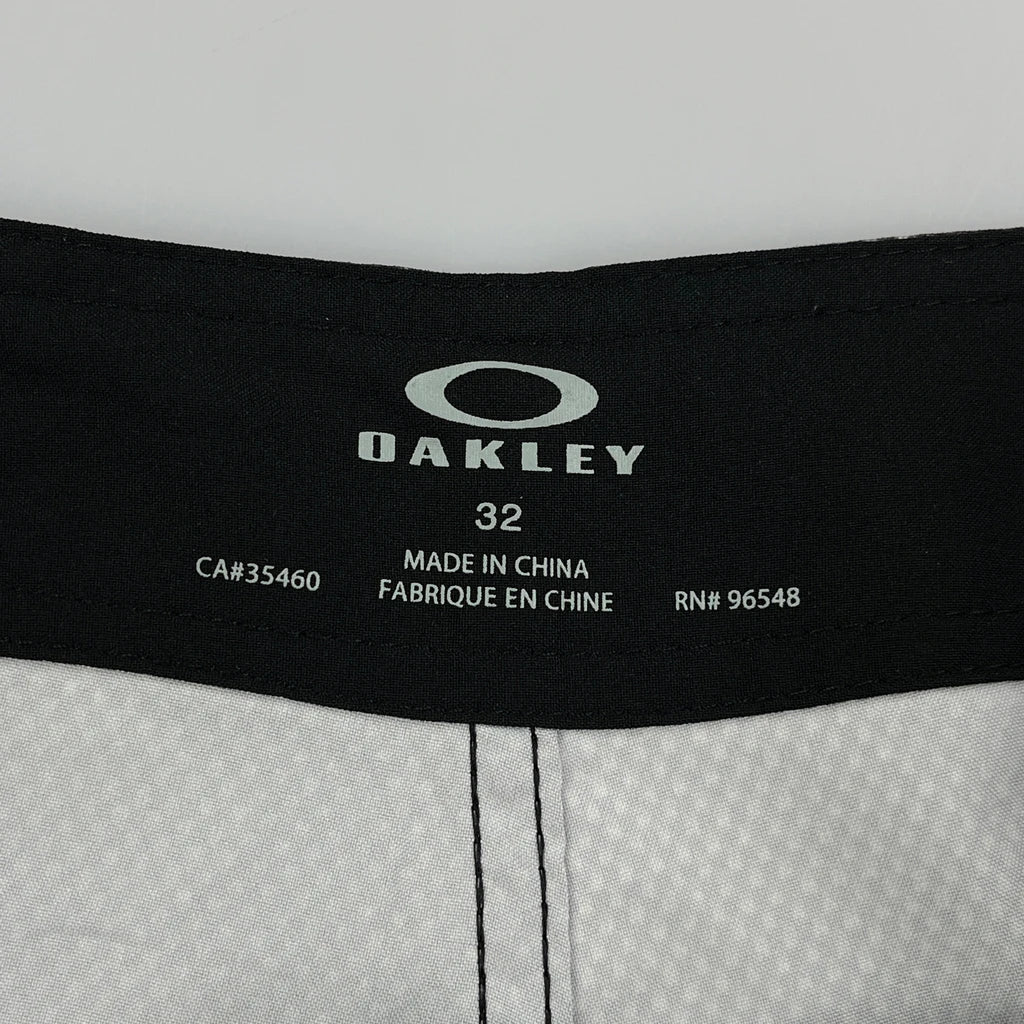 OAKLEY
32
MADE IN CHINA
FABRIQUE EN CHINE
CA#35460
RN# 96548